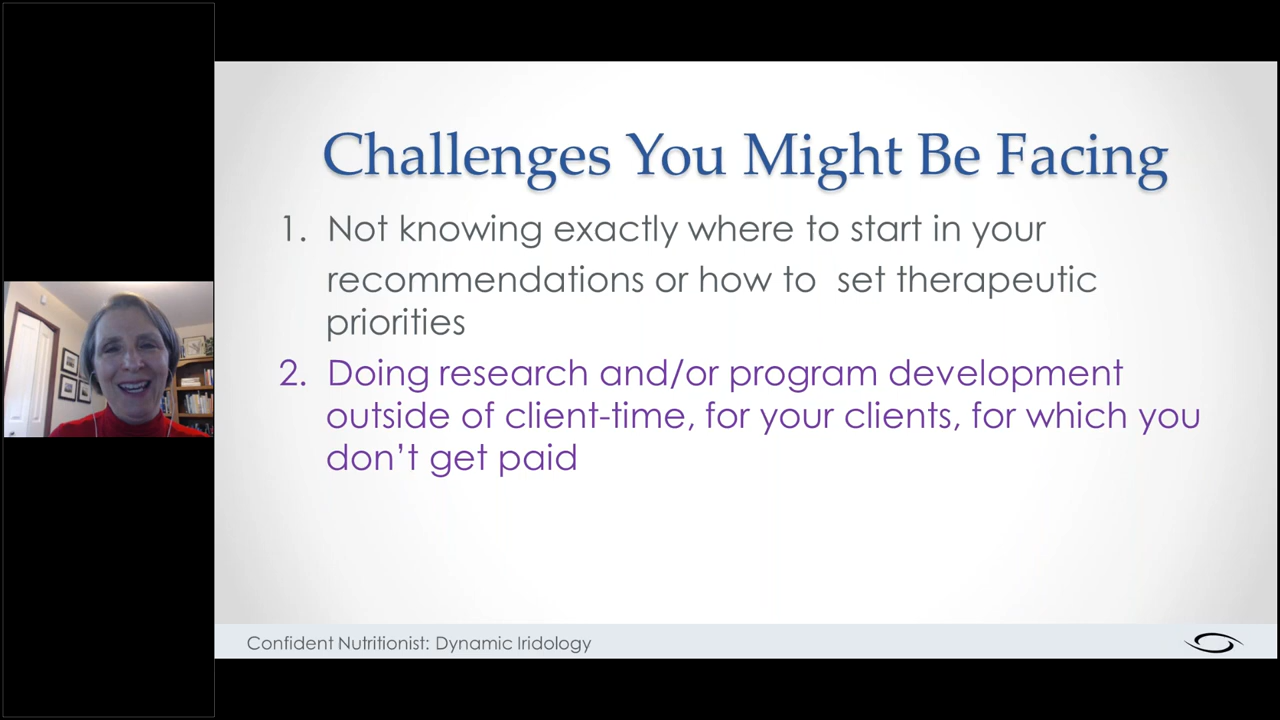 Challenges You Might Be Facing
1. Not knowing exactly where to start in your
recommendations or how to set therapeutic
priorities
2. Doing research and/or program development
outside of client-time, for your clients, for which you
don't get paid
Confident Nutritionist: Dynamic Iridology